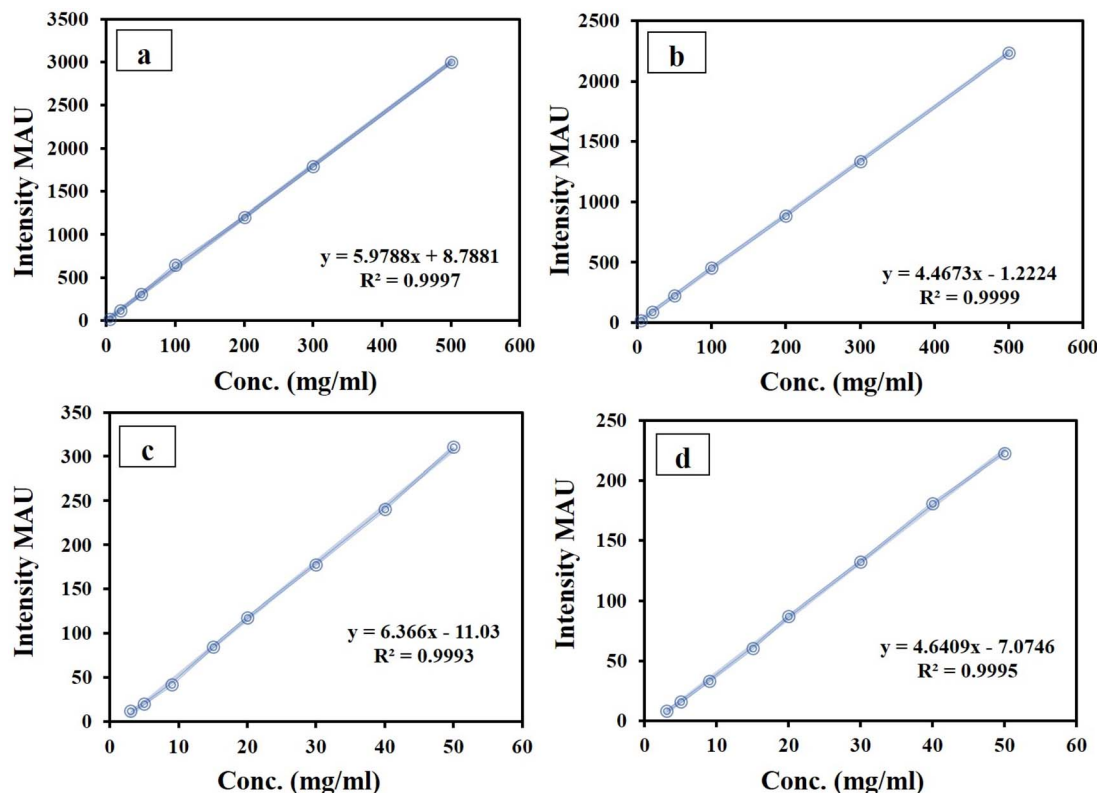 a
Intensity MAU
3500
3000
2500
2000
1500
1000
500
0
y = 5.9788x + 8.7881
R² = 0.9997
0 100 200 300 400 500 600
Conc. (mg/ml)
b
Intensity MAU
2500
2000
1500
1000
500
0
y = 4.4673x - 1.2224
R² = 0.9999
0 100 200 300 400 500 600
Conc. (mg/ml)
c
Intensity MAU
350
300
250
200
150
100
50
0
y = 6.366x - 11.03
R² = 0.9993
0 10 20 30 40 50 60
Conc. (mg/ml)
d
Intensity MAU
250
200
150
100
50
0
y = 4.6409x - 7.0746
R² = 0.9995
0 10 20 30 40 50 60
Conc. (mg/ml)